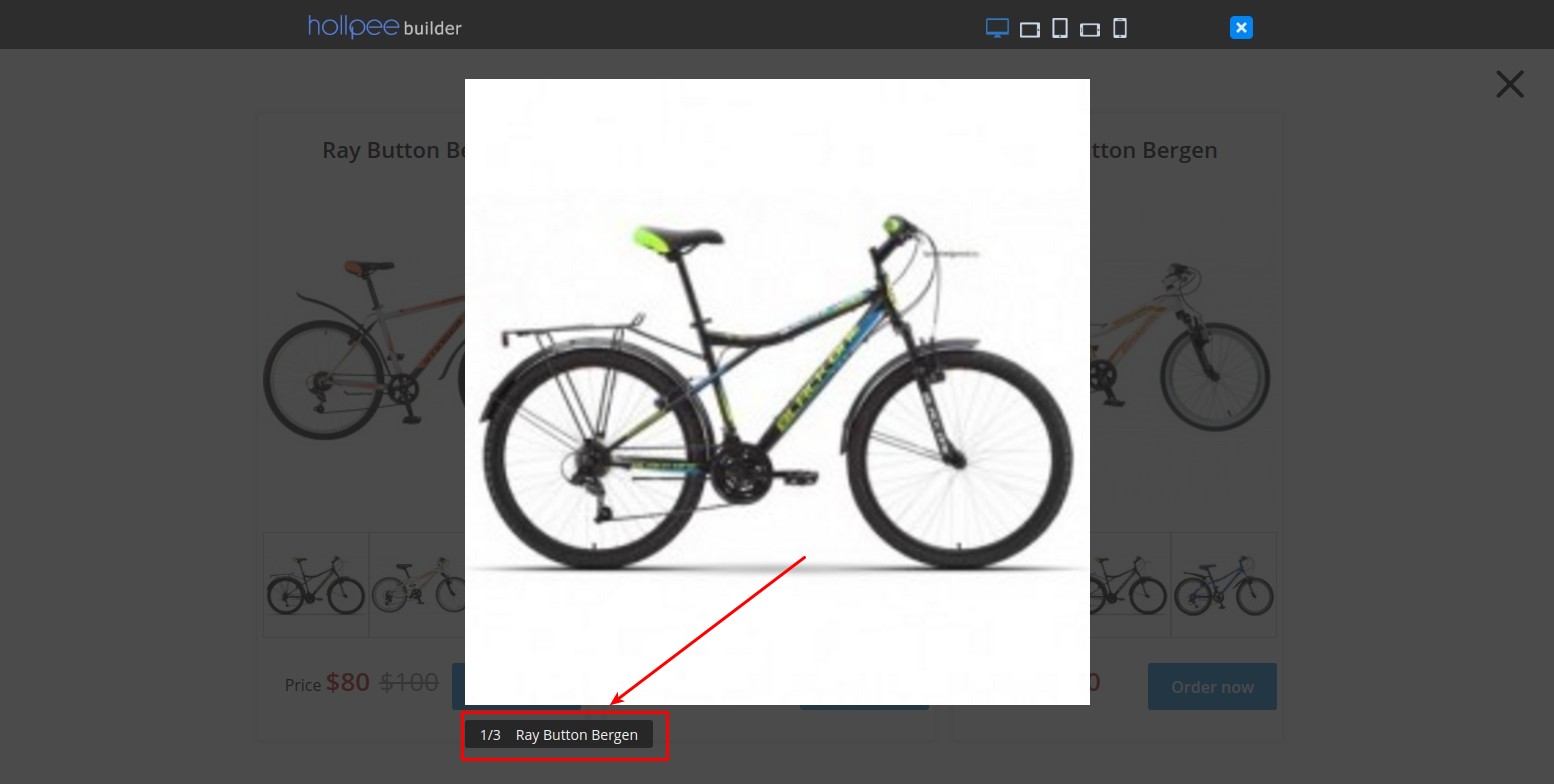 hollpee builder
Ray Button Be
tton Bergen
BLACK ONE
Price $80 $100
0
Order now
1/3 Ray Button Bergen